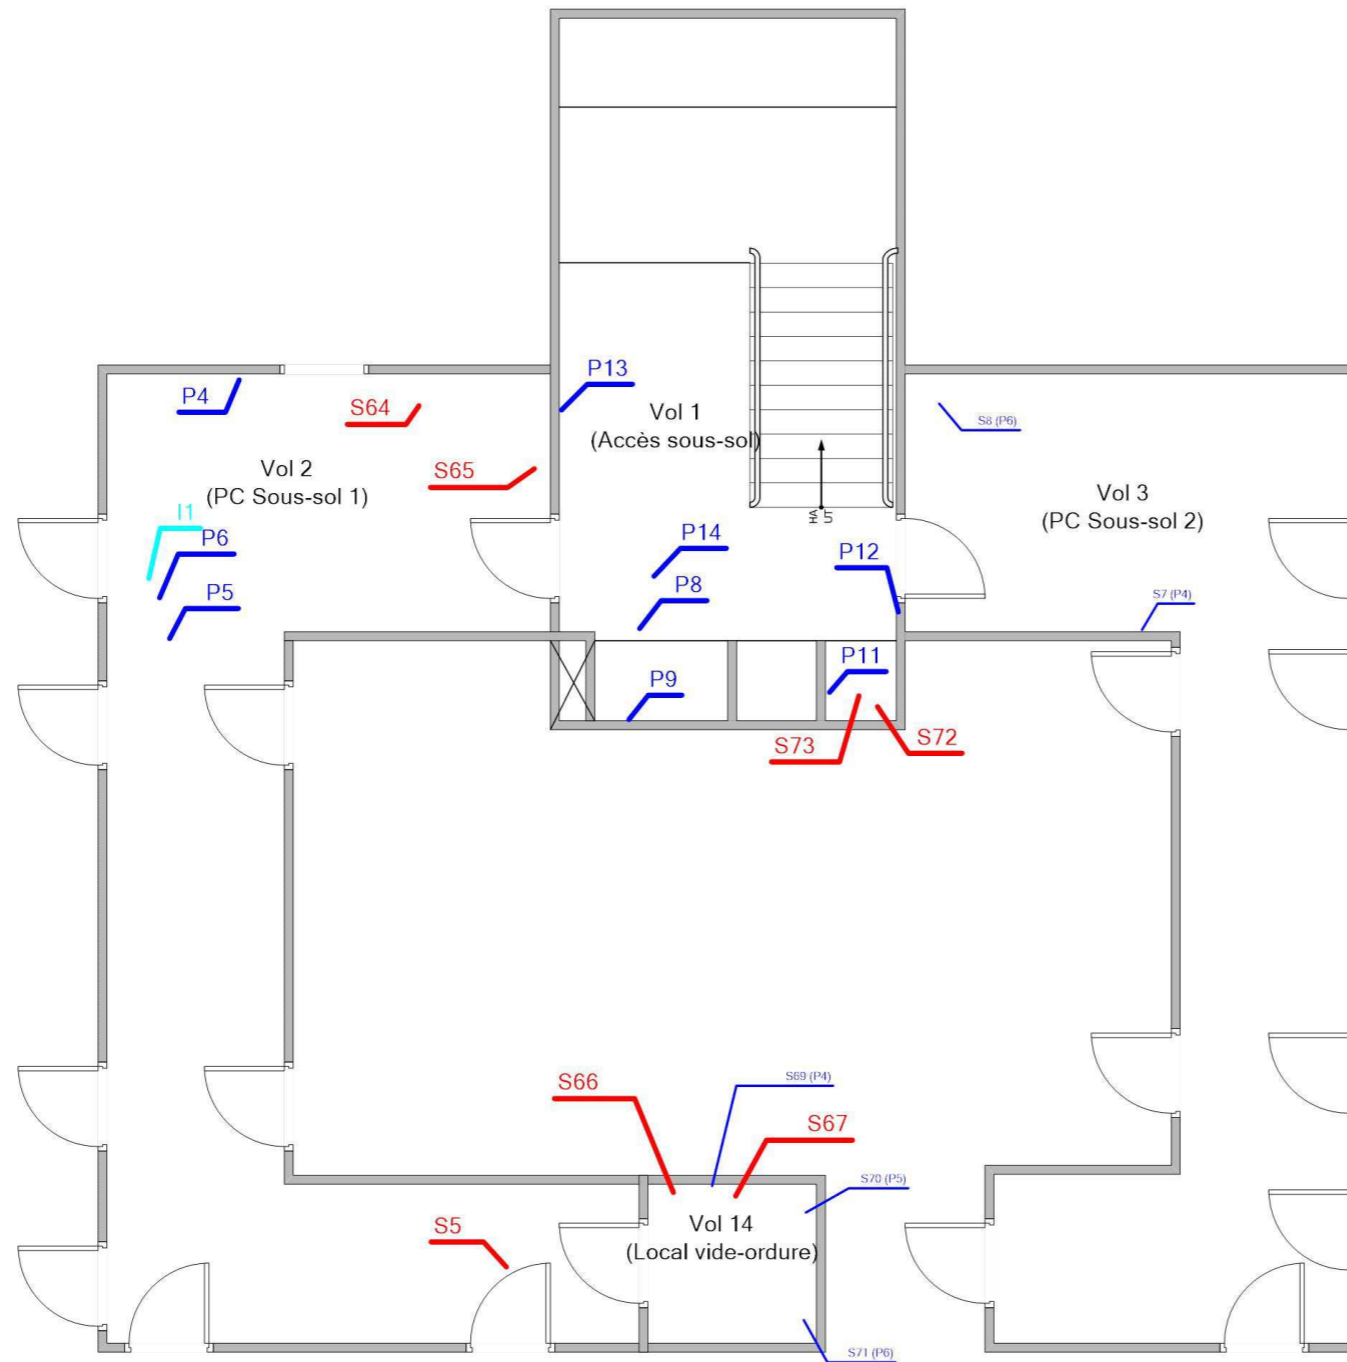 P13
P4
S64
Vol 1
(Accès sous-sol)
S8 (P6)
S65
Vol 2
(PC Sous-sol 1)
Vol 3
(PC Sous-sol 2)
I1
P6
HA
UT
P14
P12
P5
P8
S7 (P4)
P9
P11
S73
S72
S66
S69 (P4)
S67
S70 (P5)
Vol 14
(Local vide-ordure)
S5
S71 (P6)